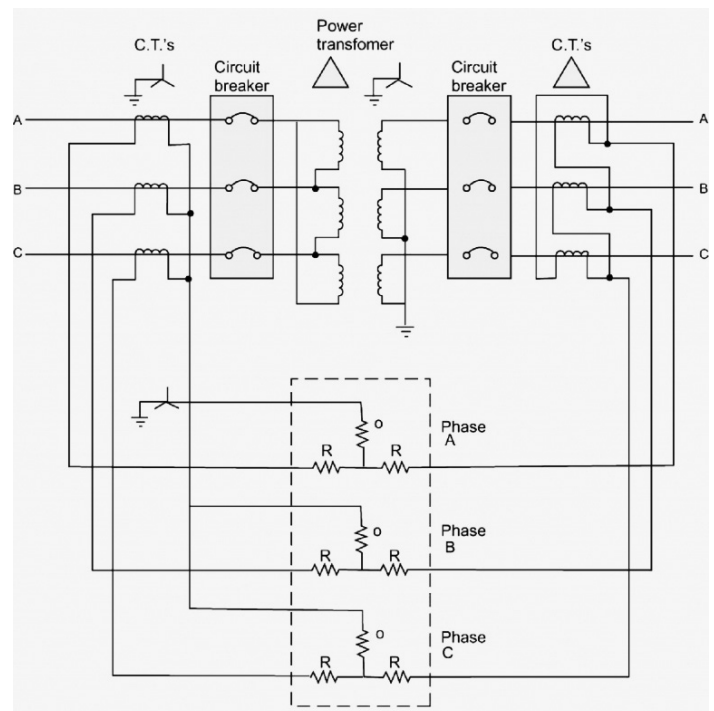 Power
transfomer
C.T.'s
Circuit
breaker
Circuit
breaker
C.T.'s
A
A
B
B
C
C
o
Phase
A
R
R
o
Phase
B
R
R
o
Phase
C
R
R